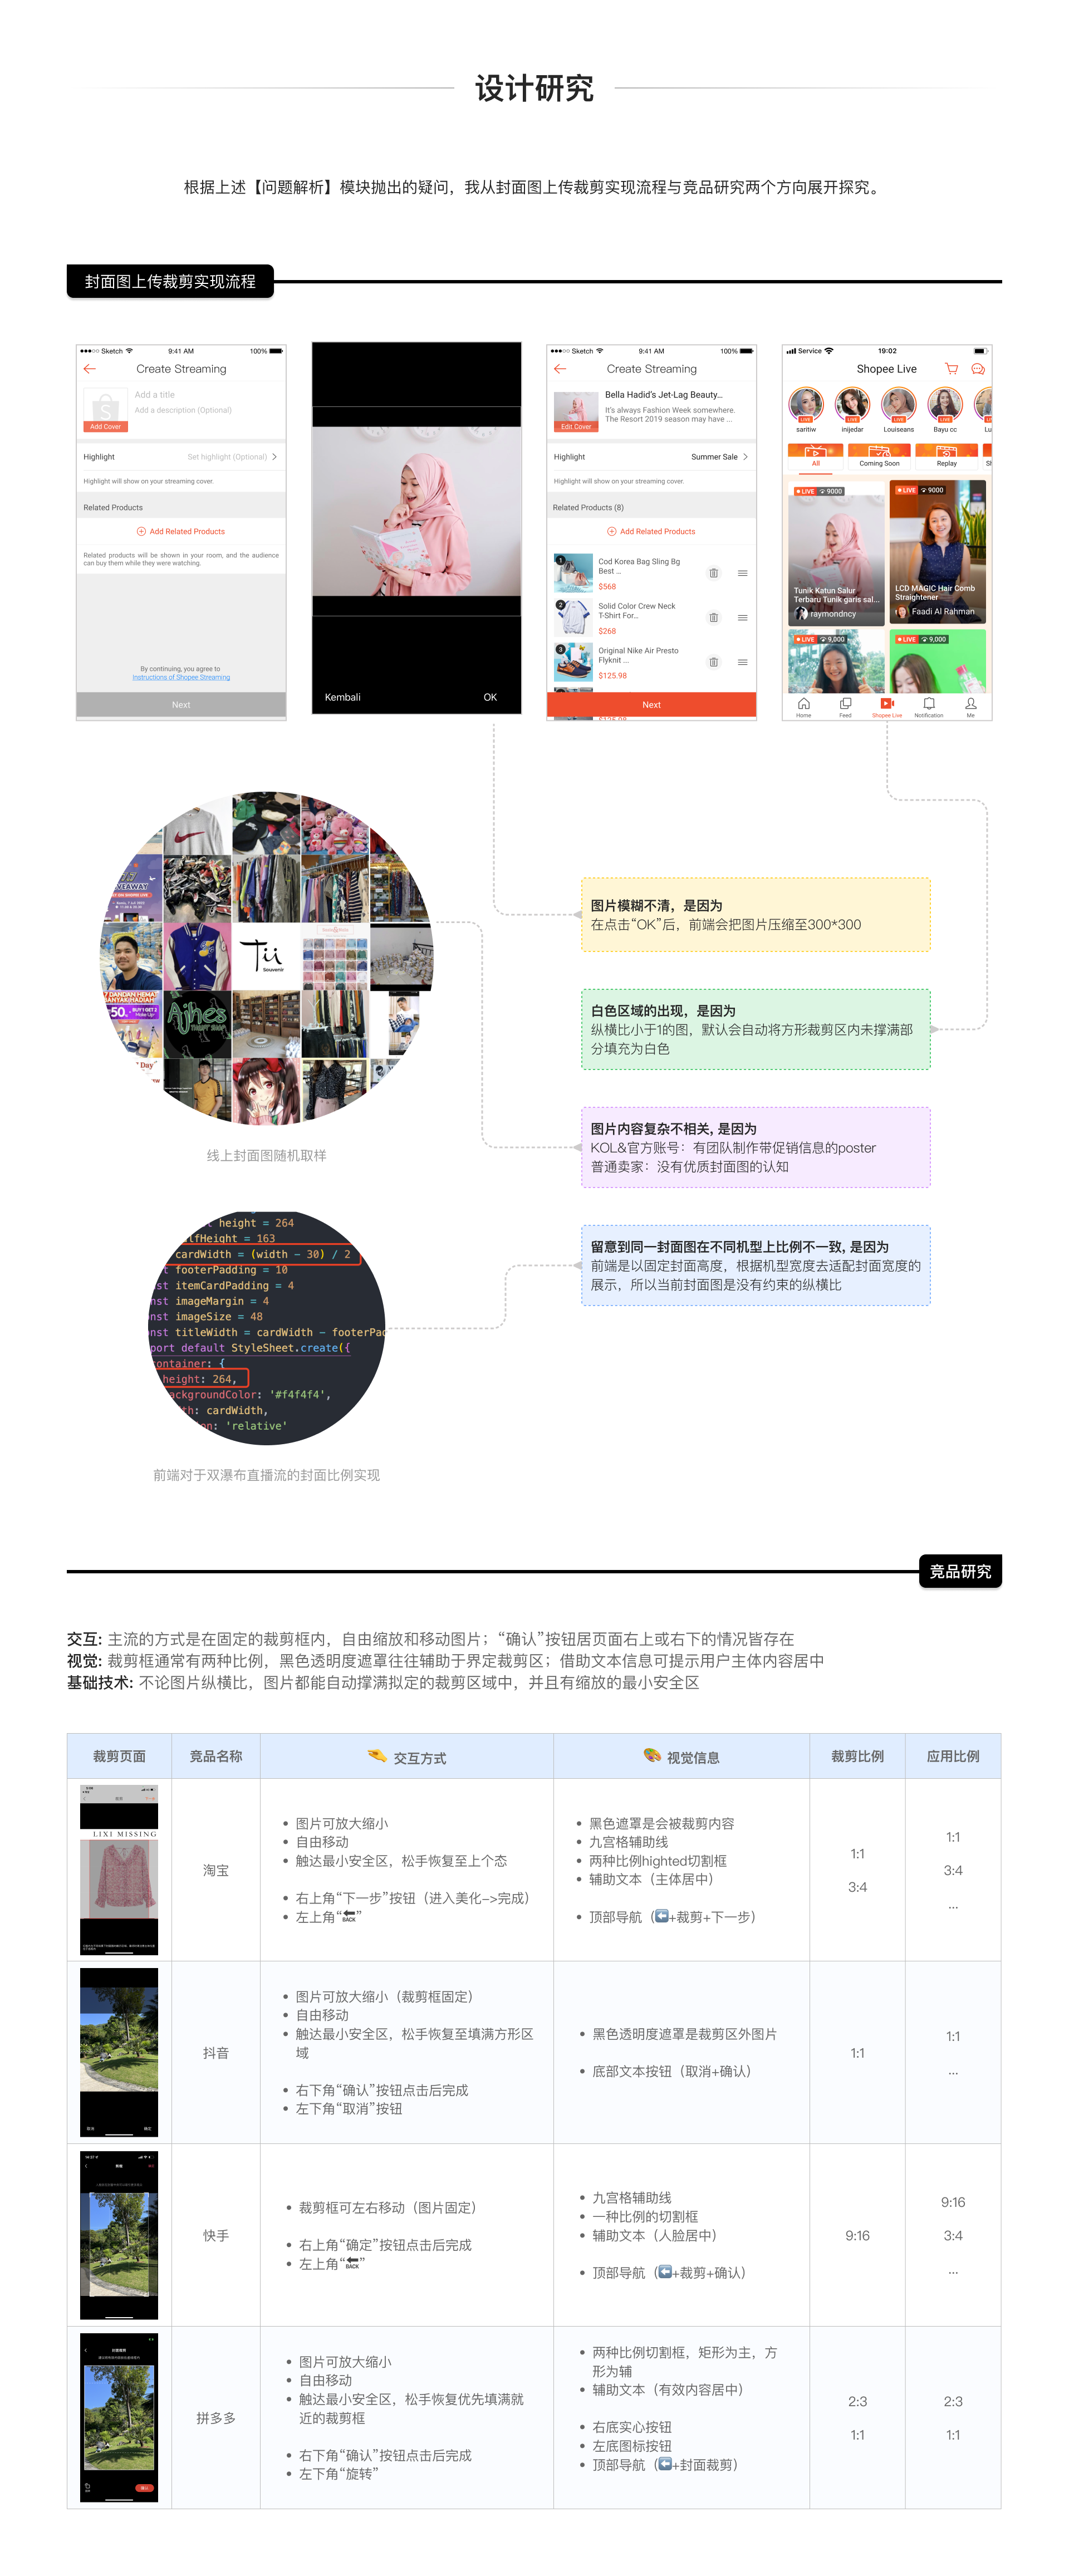 设计研究
根据上述【问题解析】模块抛出的疑问，我从封面图上传裁剪实现流程与竞品研究两个方向展开探究。
封面图上传裁剪实现流程
Sketch 9:41 AM 100%
Create Streaming
Add a title
Add a description (Optional)
Add Cover
Highlight Set highlight (Optional)
Highlight will show on your streaming cover.
Related Products
Add Related Products
Related products will be shown in your room, and the audience
can buy them while they were watching.
By continuing, you agree to
Instructions of Shopee Streaming
Next
Kembali OK
Sketch 9:41 AM 100%
Create Streaming
Bella Hadid's Jet-Lag Beauty...
It's always Fashion Week somewhere.
The Resort 2019 season may have ...
Edit Cover
Highlight Summer Sale
Highlight will show on your streaming cover.
Related Products (8)
Add Related Products
1
Cod Korea Bag Sling Bg
Best ...
$568
2
Solid Color Crew Neck
T-Shirt For...
$268
3
Original Nike Air Presto
Flyknit ...
$125.98
Next
Service 19:02
Shopee Live
LIVE LIVE LIVE LIVE
saritiw injedar Louiseans Bayu cc Lu
All Coming Soon Replay
LIVE 9000
Tunik Katun Salur
Terbaru Tunik garis sal...
raymondncy
LIVE 9000
LCD MAGIC Hair Comb
Straightener
Faadi Al Rahman
LIVE 9,000
LIVE 9,000
Home Feed Shopee Live Notification Me
Tü
Souvenir
Ajhes
线上封面图随机取样
图片模糊不清，是因为
在点击“OK”后，前端会把图片压缩至300*300
白色区域的出现，是因为
纵横比小于1的图，默认会自动将方形裁剪区内未撑满部
分填充为白色
图片内容复杂不相关, 是因为
KOL&官方账号：有团队制作带促销信息的poster
普通卖家：没有优质封面图的认知
留意到同一封面图在不同机型上比例不一致, 是因为
前端是以固定封面高度，根据机型宽度去适配封面宽度的
展示，所以当前封面图是没有约束的纵横比
t height = 264
lfHeight = 163
cardWidth = (width - 30) / 2
t footerPadding = 10
st itemCardPadding = 4
onst imageMargin = 4
onst imageSize = 48
onst titleWidth = cardWidth - footerPad
port default StyleSheet.create({
ontainer: {
height: 264,
ackgroundColor: '#f4f4f4',
th: cardWidth,
on: 'relative'
前端对于双瀑布直播流的封面比例实现
竞品研究
交互: 主流的方式是在固定的裁剪框内，自由缩放和移动图片；“确认”按钮居页面右上或右下的情况皆存在
视觉: 裁剪框通常有两种比例，黑色透明度遮罩往往辅助于界定裁剪区；借助文本信息可提示用户主体内容居中
基础技术: 不论图片纵横比，图片都能自动撑满拟定的裁剪区域中，并且有缩放的最小安全区
裁剪页面 竞品名称 交互方式 视觉信息 裁剪比例 应用比例
LIXI MISSING
淘宝
• 图片可放大缩小
• 自由移动
• 触达最小安全区，松手恢复至上个态
• 右上角“下一步”按钮（进入美化->完成）
• 左上角“🔙”
• 黑色遮罩是会被裁剪内容
• 九宫格辅助线
• 两种比例highted切割框
• 辅助文本（主体居中）
• 顶部导航（⬅️+裁剪+下一步）
1:1
3:4
1:1
3:4
...
取消 确定
抖音
• 图片可放大缩小（裁剪框固定）
• 自由移动
• 触达最小安全区，松手恢复至填满方形区
域
• 右下角“确认”按钮点击后完成
• 左下角“取消”按钮
• 黑色透明度遮罩是裁剪区外图片
• 底部文本按钮（取消+确认）
1:1
1:1
...
快手
• 裁剪框可左右移动（图片固定）
• 右上角“确定”按钮点击后完成
• 左上角“🔙”
• 九宫格辅助线
• 一种比例的切割框
• 辅助文本（人脸居中）
• 顶部导航（⬅️+裁剪+确认）
9:16
9:16
3:4
...
拼多多
• 图片可放大缩小
• 自由移动
• 触达最小安全区，松手恢复优先填满就
近的裁剪框
• 右下角“确认”按钮点击后完成
• 左下角“旋转”
• 两种比例切割框，矩形为主，方
形为辅
• 辅助文本（有效内容居中）
• 右底实心按钮
• 左底图标按钮
• 顶部导航（⬅️+封面裁剪）
2:3
1:1
2:3
1:1